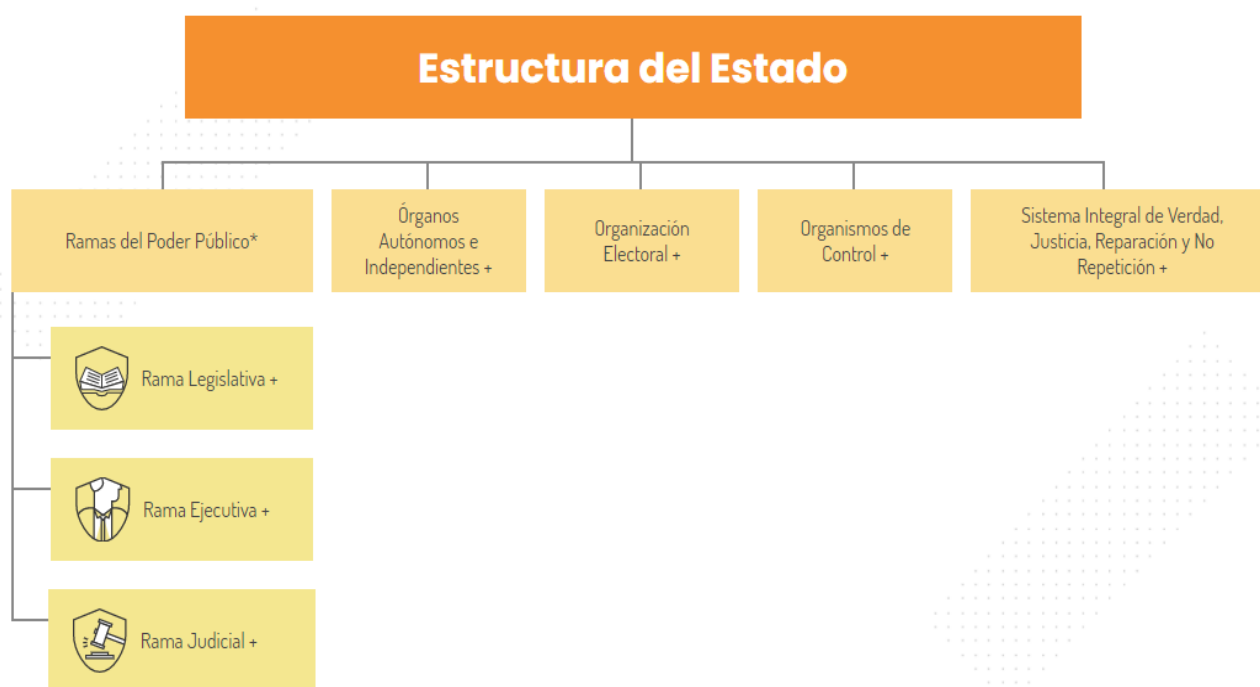 Estructura del Estado
Ramas del Poder Público*
Órganos
Autónomos e
Independientes +
Organización
Electoral +
Organismos de
Control +
Sistema Integral de Verdad,
Justicia, Reparación y No
Repetición +
Rama Legislativa +
Rama Ejecutiva +
Rama Judicial +